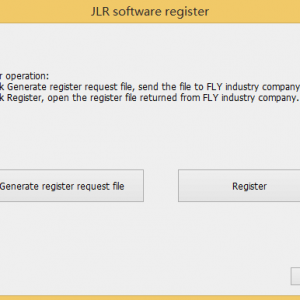 JLR software register
operation:
Generate register request file, send the file to FLY industry company
Register, open the register file returned from FLY industry company.
Generate register request file
Register